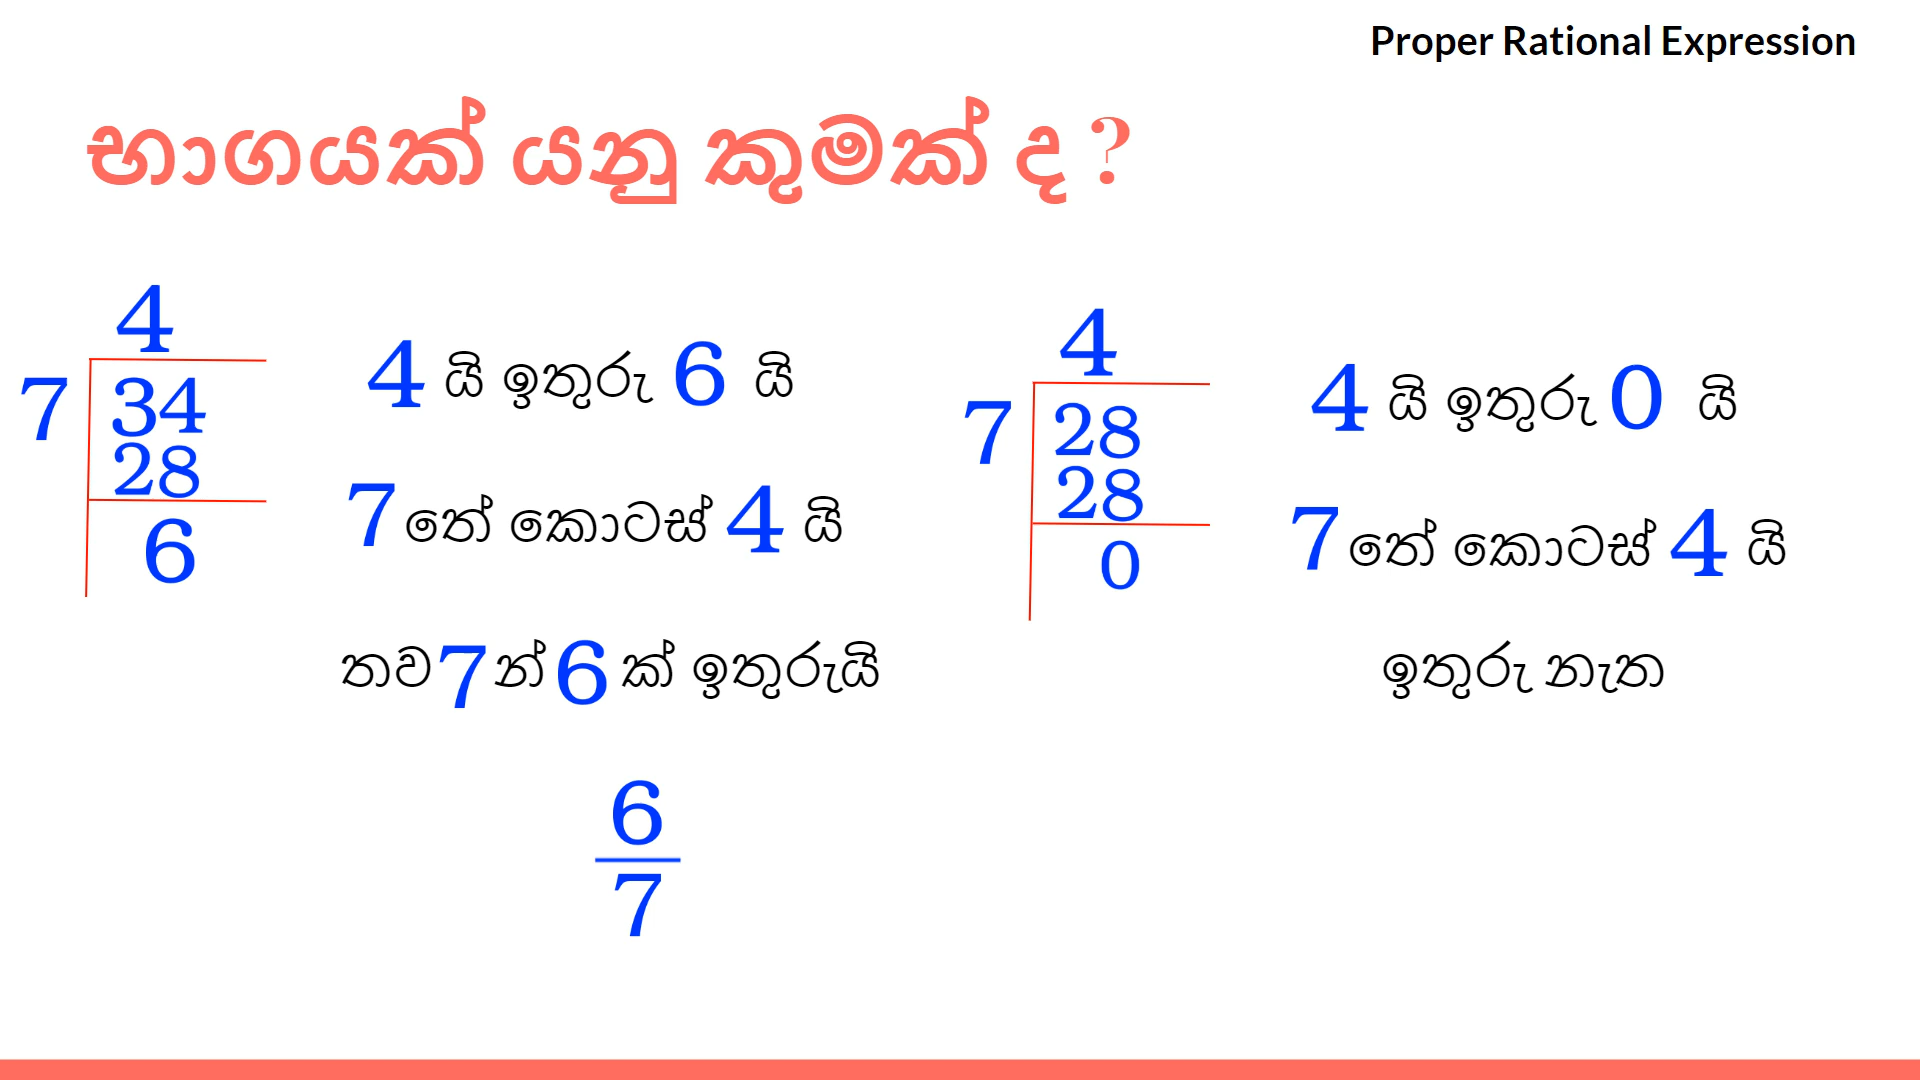 Proper Rational Expression
භාගයක් යනු කුමක් ද ?
4
7 34
28
6
4 යි ඉතුරු 6 යි
7 තේ කොටස් 4 යි
තව 7 න් 6 ක් ඉතුරුයි
6
7
4
7 28
28
0
4 යි ඉතුරු 0 යි
7 තේ කොටස් 4 යි
ඉතුරු නැත